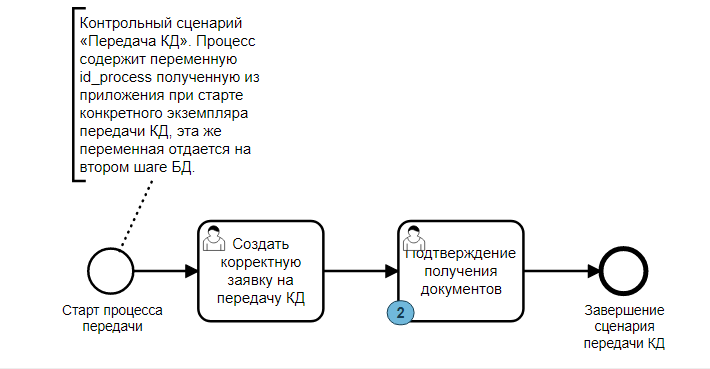 Контрольный сценарий
«Передача КД». Процесс
содержит переменную
id_process полученную из
приложения при старте
конкретного экземпляра
передачи КД, эта же
переменная отдается на
втором шаге БД.
Создать
корректную
заявку на
передачу КД
Подтверждение
получения
документов
2
Старт процесса
передачи
Завершение
сценария
передачи КД